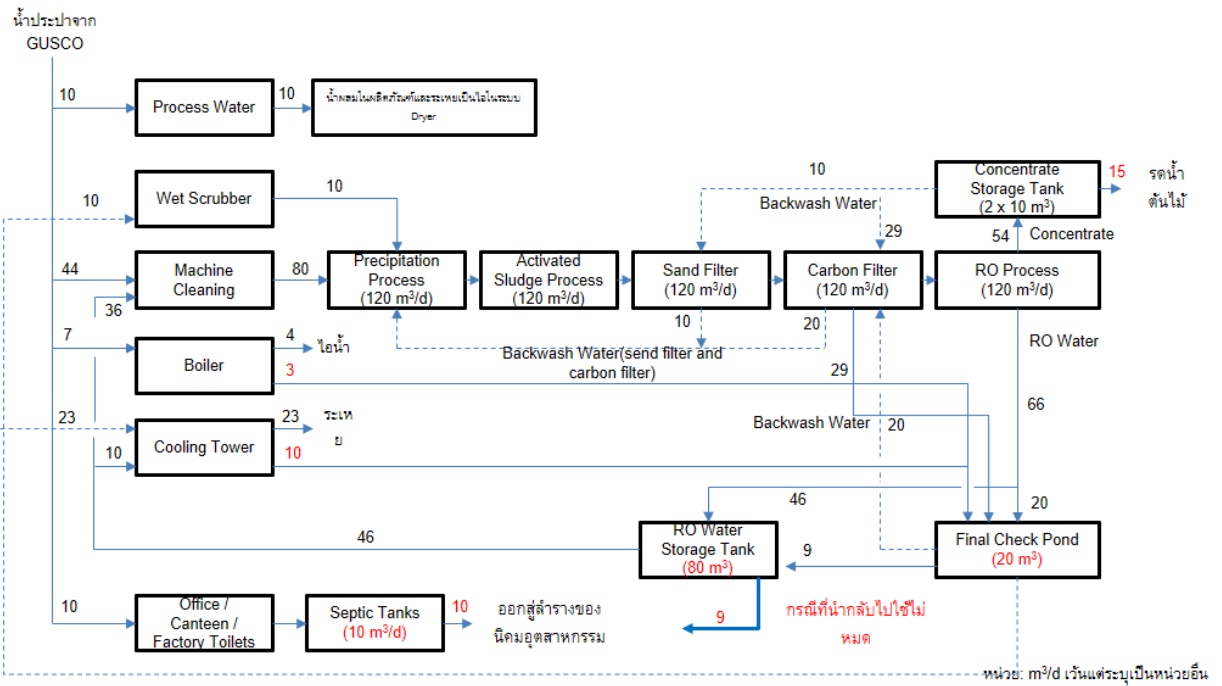 น้ำประปาจาก
GUSCO
10
Process Water
10
น้ำผสมในผลิตภัณฑ์และระเหยเป็นไอในระบบ
Dryer
10
Wet Scrubber
10
10
Backwash Water
29
Concentrate
Storage Tank
(2 x 10 m³)
15
รดน้ำ
ต้นไม้
54
Concentrate
44
36
Machine
Cleaning
80
Precipitation
Process
(120 m³/d)
Activated
Sludge Process
(120 m³/d)
Sand Filter
(120 m³/d)
Carbon Filter
(120 m³/d)
RO Process
(120 m³/d)
10
20
Backwash Water(send filter and
carbon filter)
7
Boiler
4
ไอน้ำ
3
29
RO Water
66
23
10
Cooling Tower
23
ระเห
ย
10
Backwash Water
20
46
20
46
RO Water
Storage Tank
(80 m³)
9
Final Check Pond
(20 m³)
10
Office /
Canteen /
Factory Toilets
Septic Tanks
(10 m³/d)
10
ออกสู่ลำรางของ
นิคมอุตสาหกรรม
9
กรณีที่นำกลับไปใช้ไม่
หมด
หน่วย: m³/d เว้นแต่ระบุเป็นหน่วยอื่น